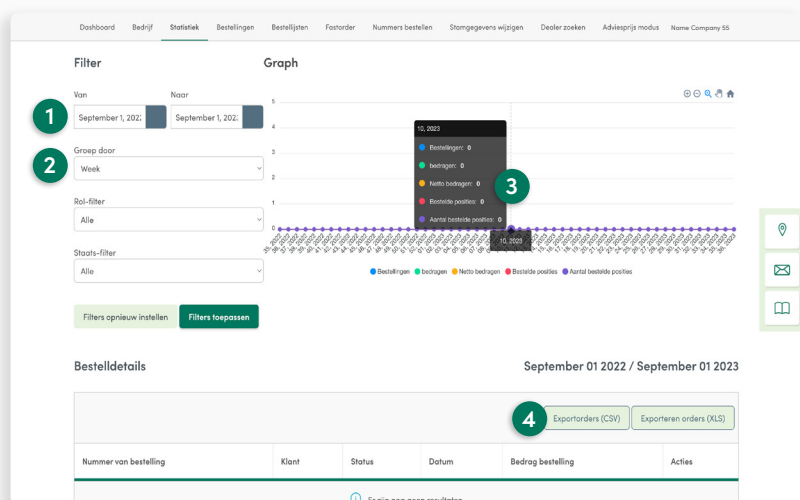 Dashboard Bedrijf Statistiek Bestellingen Bestellijsten Fastorder Nummers bestellen Stamgegevens wijzigen Dealer zoeken Adviesprijs modus Name Company 55
Filter
Graph
Van Naar
1
September 1, 202 September 1, 202
Groep door
2
Week
Rol-filter
Alle
Staats-filter
Alle
Filters opnieuw instellen Filters toepassen
5
4
3
2
1
0
10, 2023
Bestellingen: 0
bedragen: 0
Netto bedragen: 0
Bestelde posities: 0
Aantal bestelde posities: 0
3
10, 2023
Bestellingen bedragen Netto bedragen Bestelde posities Aantal bestelde posities
Bestelldetails
September 01 2022 / September 01 2023
4
Exportorders (CSV) Exporteren orders (XLS)
Nummer van bestelling Klant Status Datum Bedrag bestelling Acties